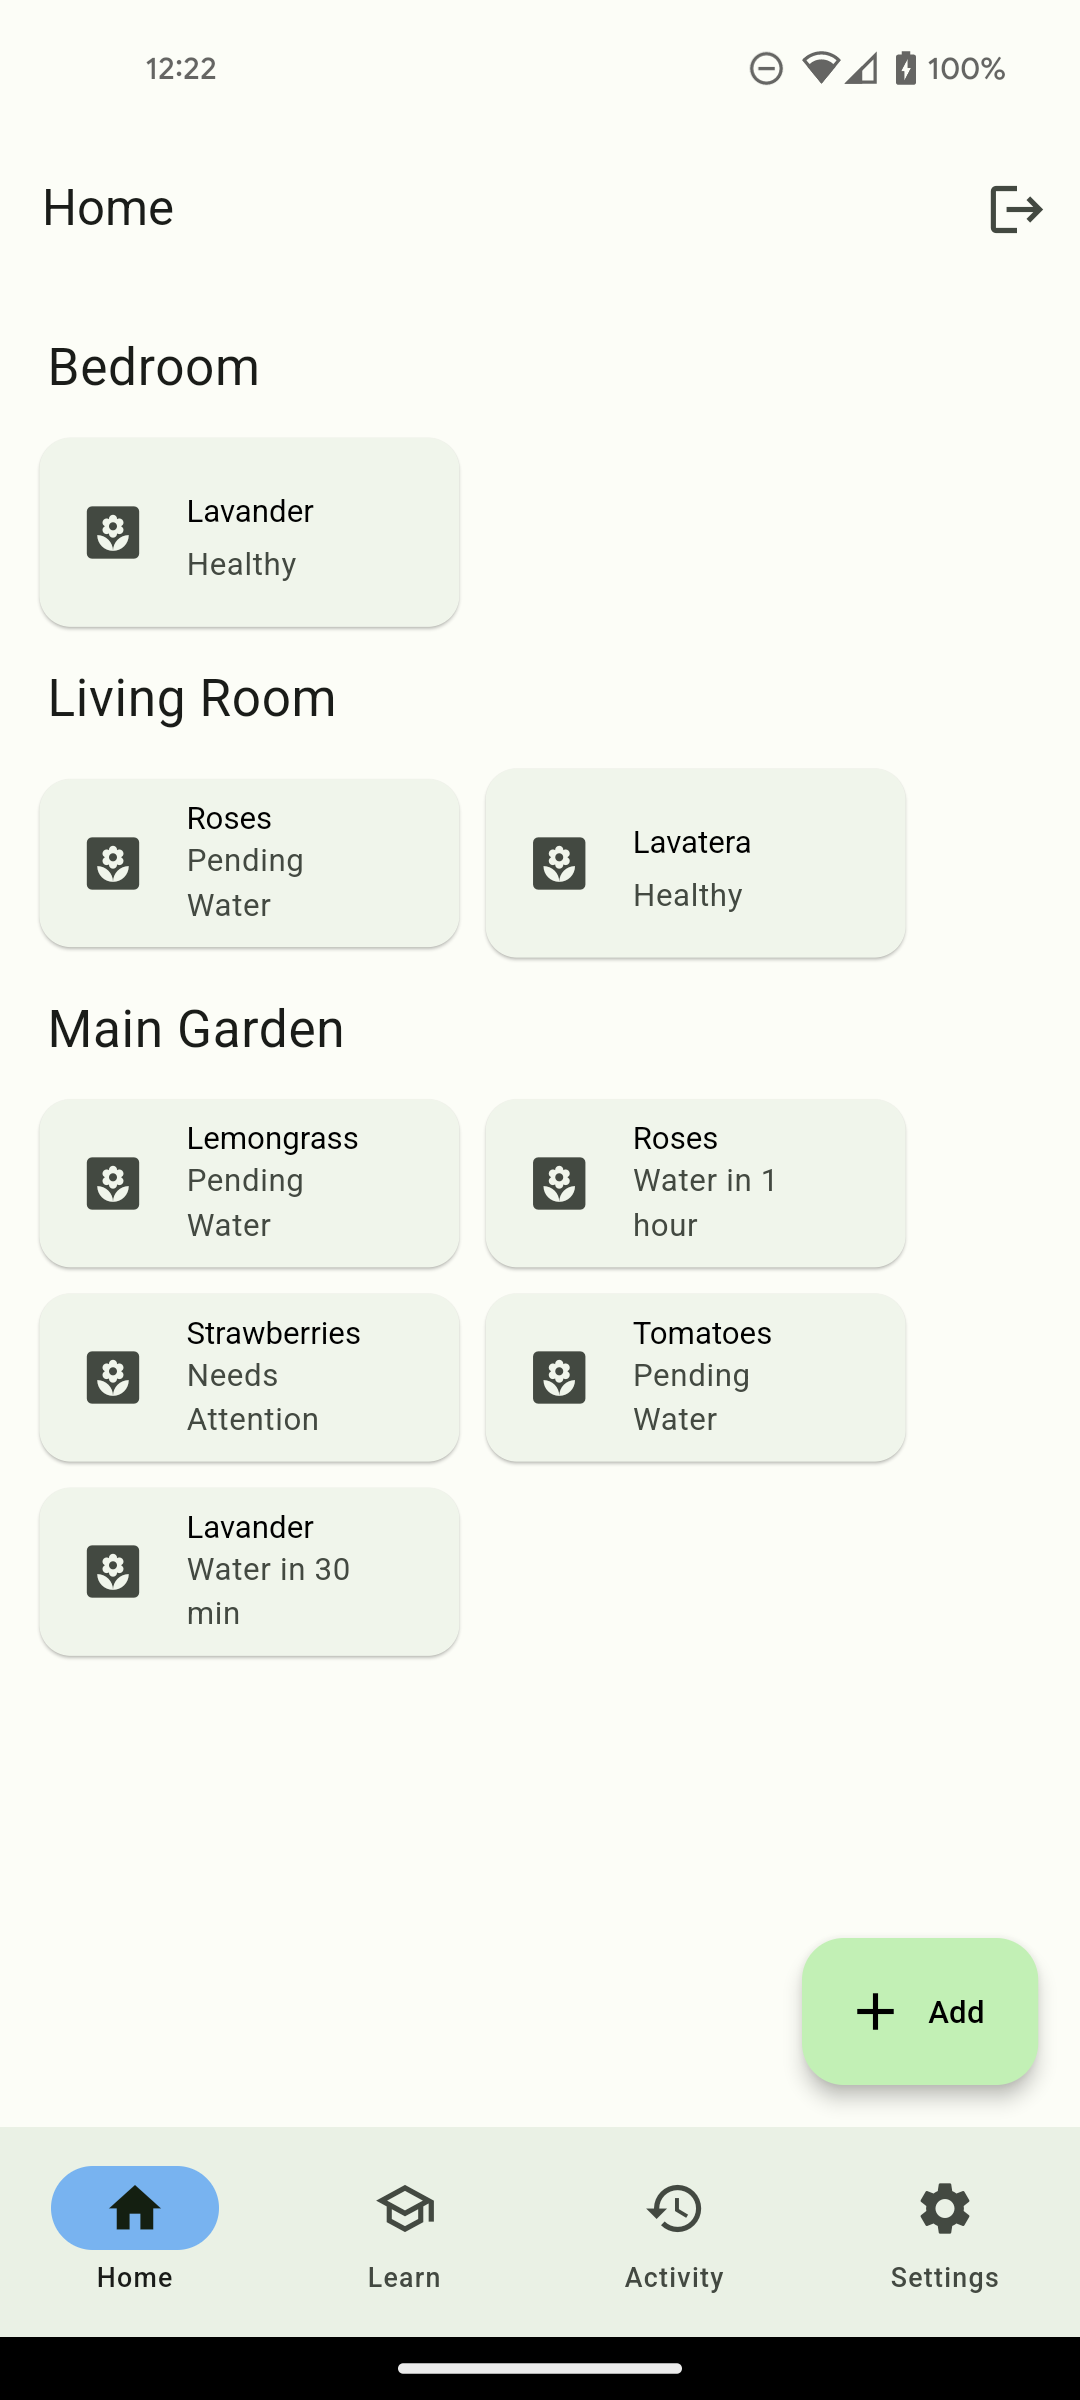 12:22
100%
Home
Bedroom
Lavander
Healthy
Living Room
Roses
Pending
Water
Lavatera
Healthy
Main Garden
Lemongrass
Pending
Water
Roses
Water in 1
hour
Strawberries
Needs
Attention
Tomatoes
Pending
Water
Lavander
Water in 30
min
Add
Home
Learn
Activity
Settings